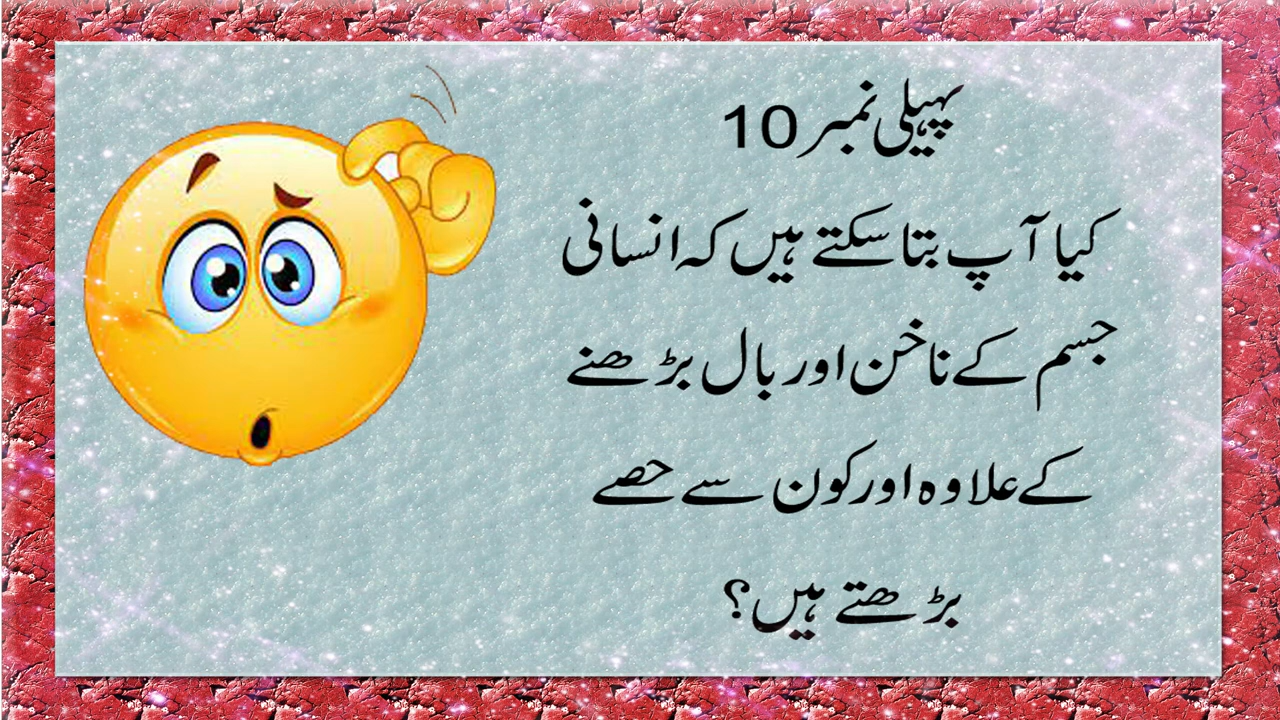 پہیلی نمبر 10
کیا آپ بتا سکتے ہیں کہ انسانی
جسم کے ناخن اور بال بڑھنے
کے علاوہ اور کون سے حصے
بڑھتے ہیں؟